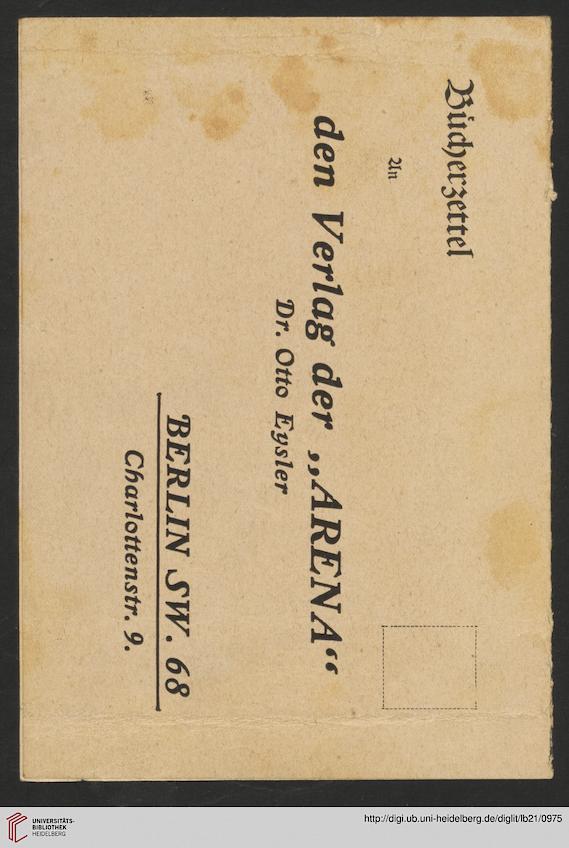 Bücherzettel
An
den Verlag der „ARENA“
Dr. Otto Eysler
BERLIN SW. 68
Charlottenstr. 9.
UNIVERSITÄTS-
BIBLIOTHEK
HEIDELBERG
http://digi.ub.uni-heidelberg.de/diglit/lb21/0975